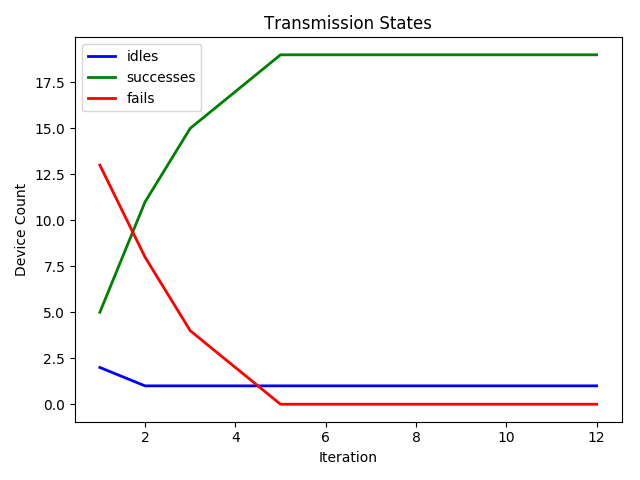 Transmission States
idles
successes
fails
17.5
15.0
12.5
10.0
7.5
5.0
2.5
0.0
Device Count
2 4 6 8 10 12
Iteration